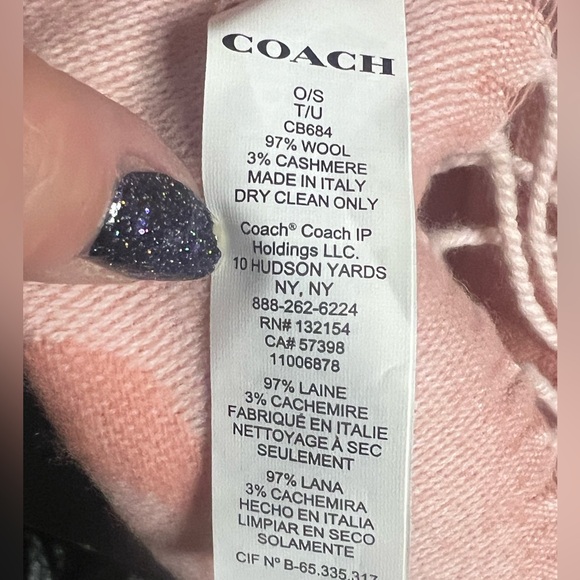 COACH
O/S
T/U
CB684
97% WOOL
3% CASHMERE
MADE IN ITALY
DRY CLEAN ONLY
Coach® Coach IP
Holdings LLC.
10 HUDSON YARDS
NY, NY
888-262-6224
RN# 132154
CA# 57398
11006878
97% LAINE
3% CACHEMIRE
FABRIQUÉ EN ITALIE
NETTOYAGE À SEC
SEULEMENT
97% LANA
3% CACHEMIRA
HECHO EN ITALIA
LIMPIAR EN SECO
SOLAMENTE
CIF Nº B-65.335.317